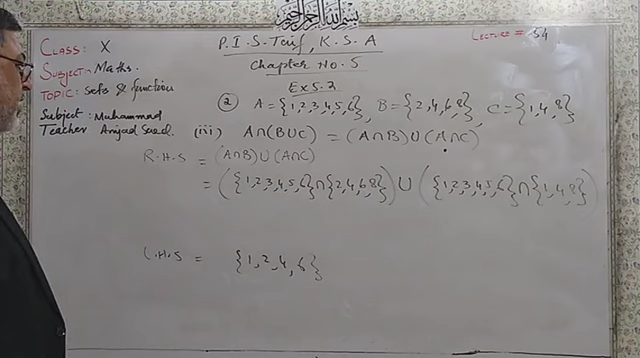 بسم الله الرحمن الرحيم
P.I.S. Taif, K.S.A
Lecture = 54
Class: X
Subject:- Maths.
Chapter No. 5
Topic: sets & function
Ex 5.2
② A = {1,2,3,4,5,6}, B = {2,4,6,8}, C = {1,4,8}
Subject : Muhammad
Teacher Amjad Saeed.
(iii) A∩(B∪C) = (A∩B)∪(A∩C)
R.H.S = (A∩B)∪(A∩C)
= ({1,2,3,4,5,6}∩{2,4,6,8}) ∪ ({1,2,3,4,5,6}∩{1,4,8})
L.H.S = {1,2,4,6}